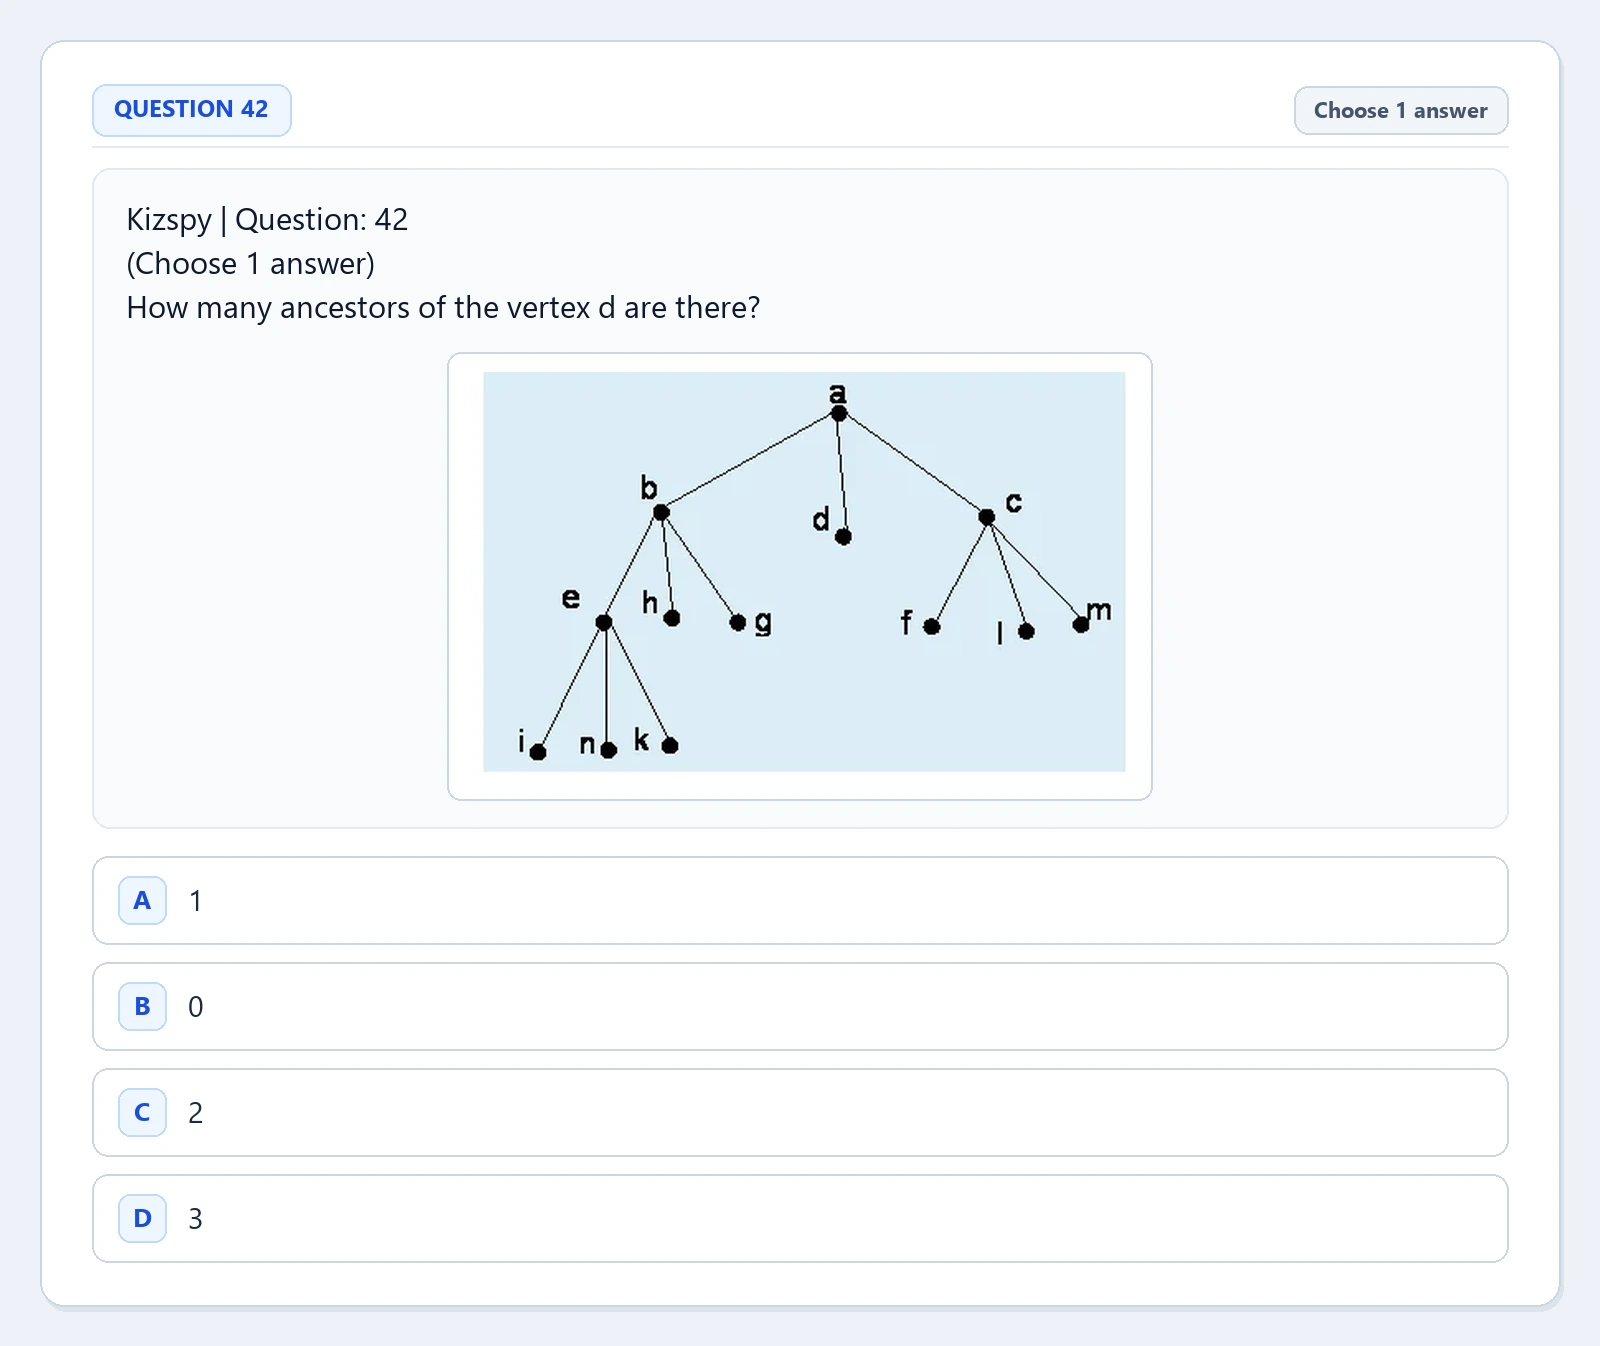 QUESTION 42
Choose 1 answer
Kizspy | Question: 42
(Choose 1 answer)
How many ancestors of the vertex d are there?
a
b
c
d
e
h
g
f
l
m
i
n
k
A 1
B 0
C 2
D 3